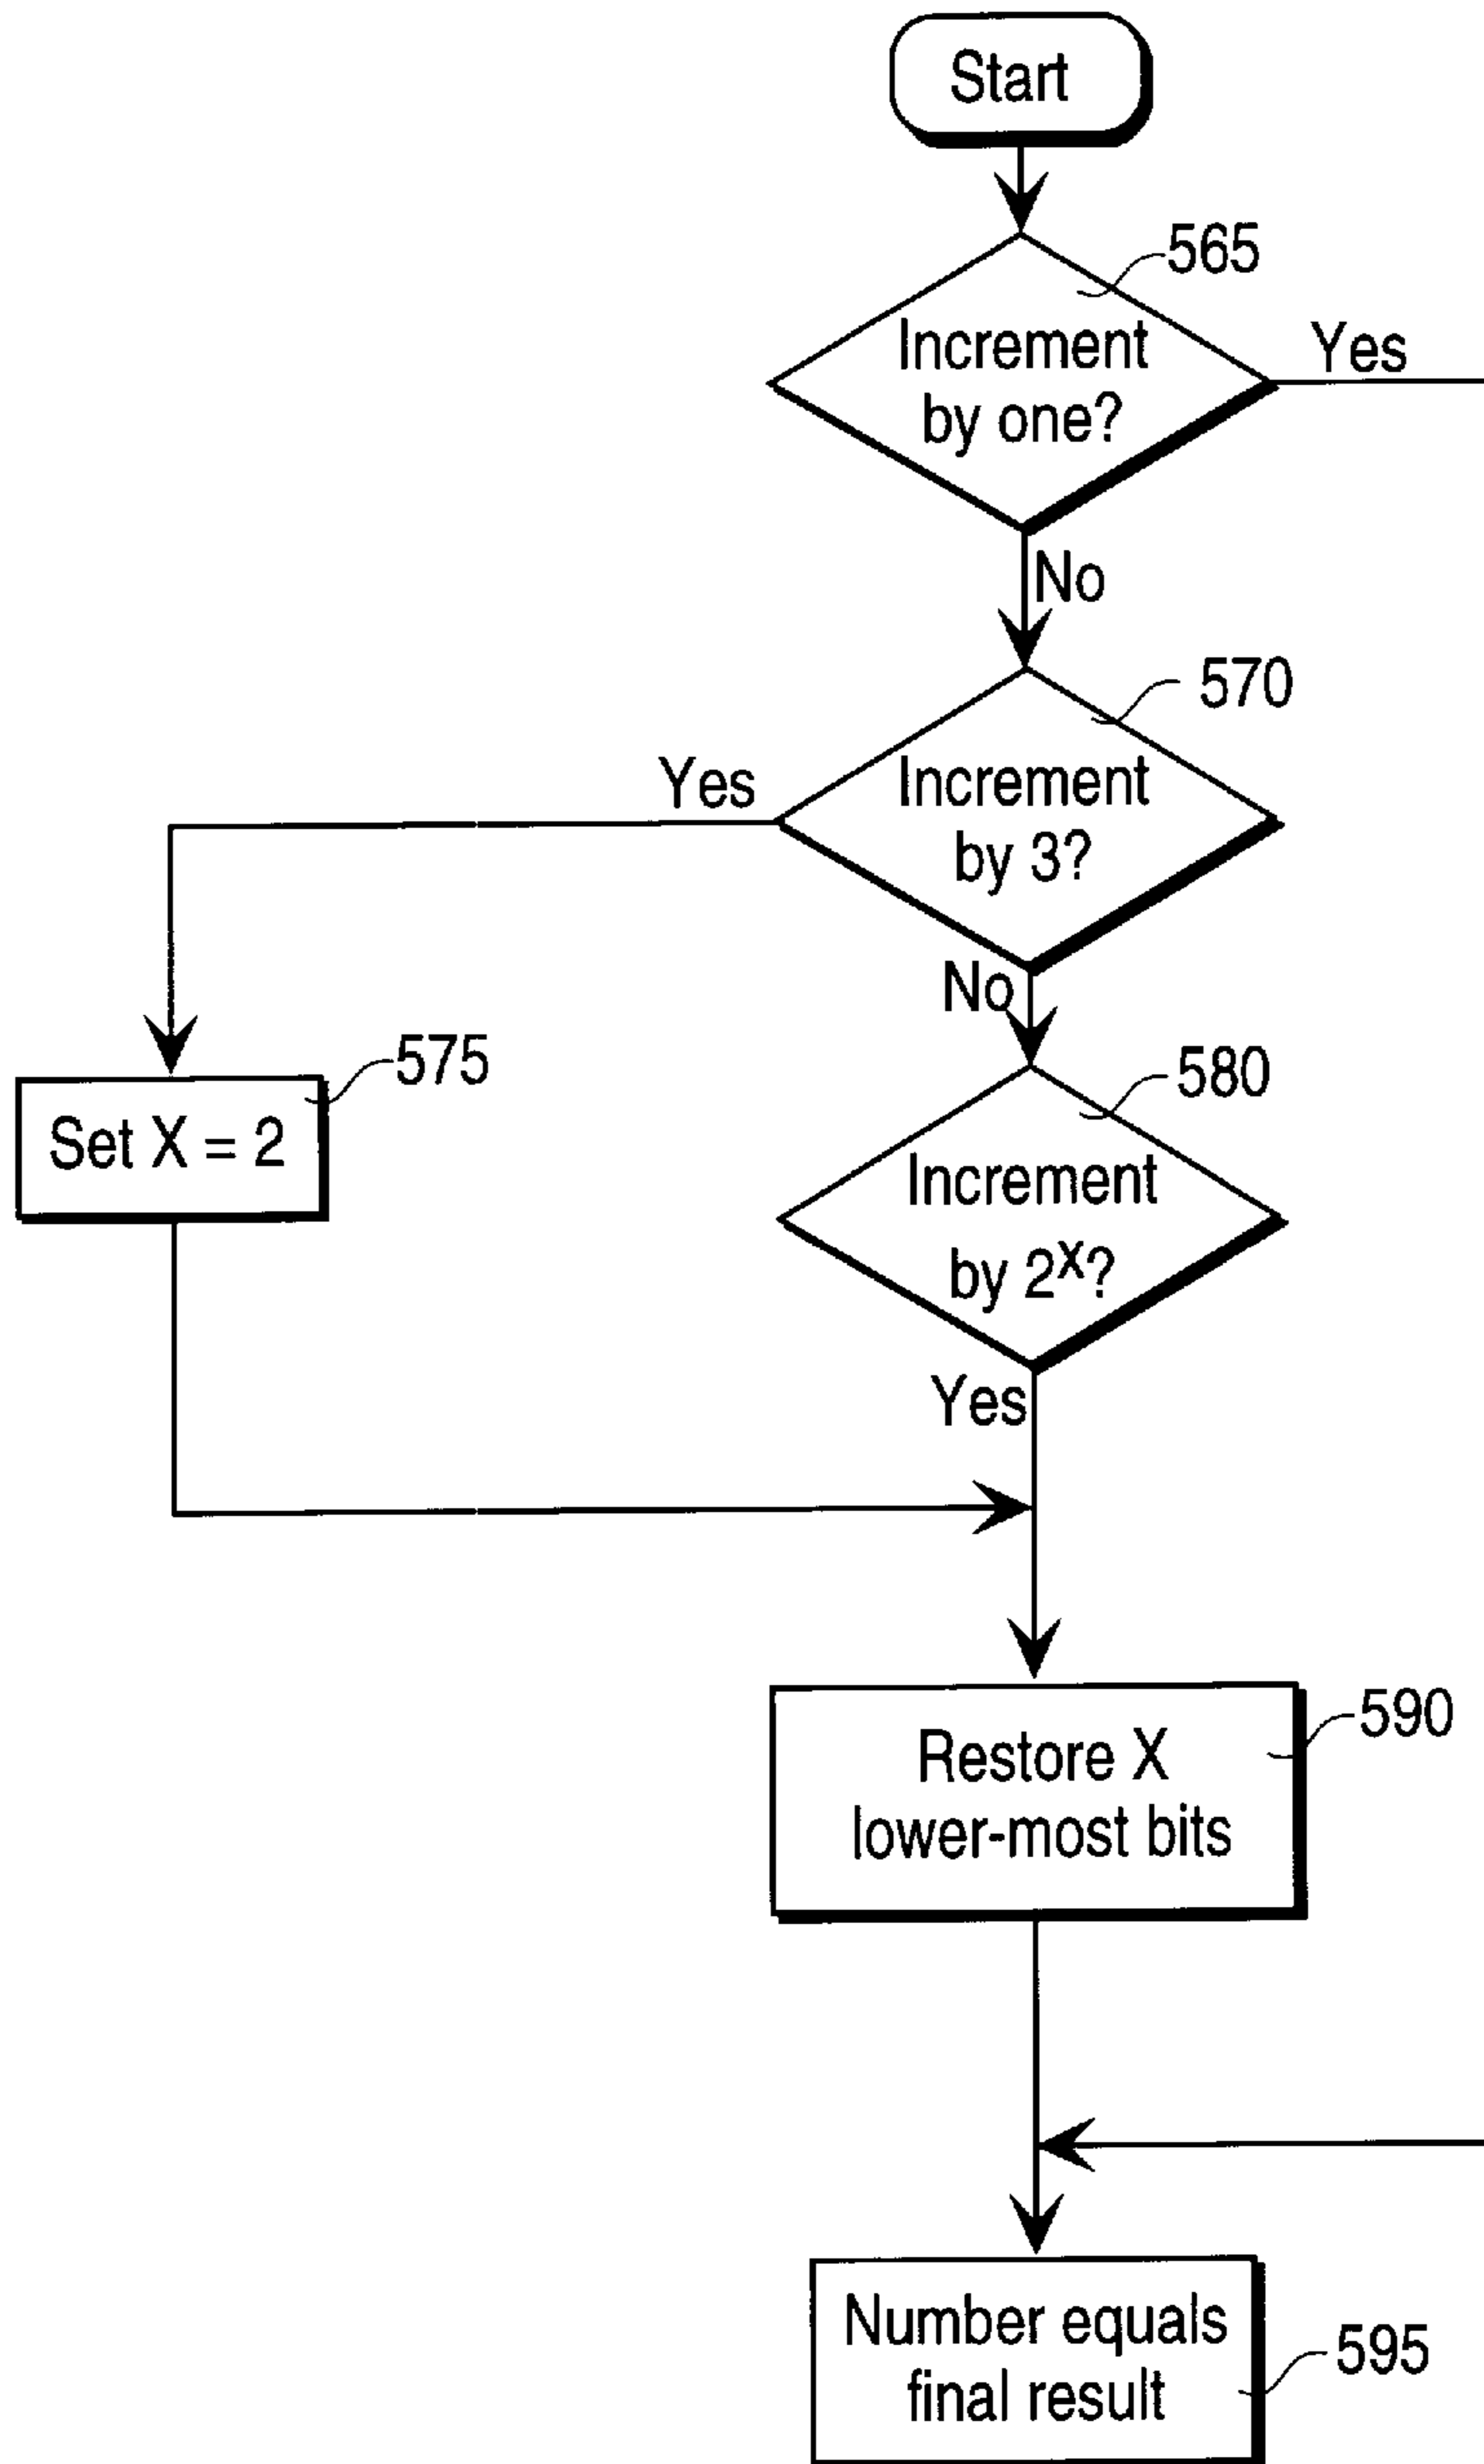 Start
565
Increment
by one?
Yes
No
570
Increment
by 3?
Yes
No
575
Set X = 2
580
Increment
by 2^X?
Yes
590
Restore X
lower-most bits
Number equals
final result
595